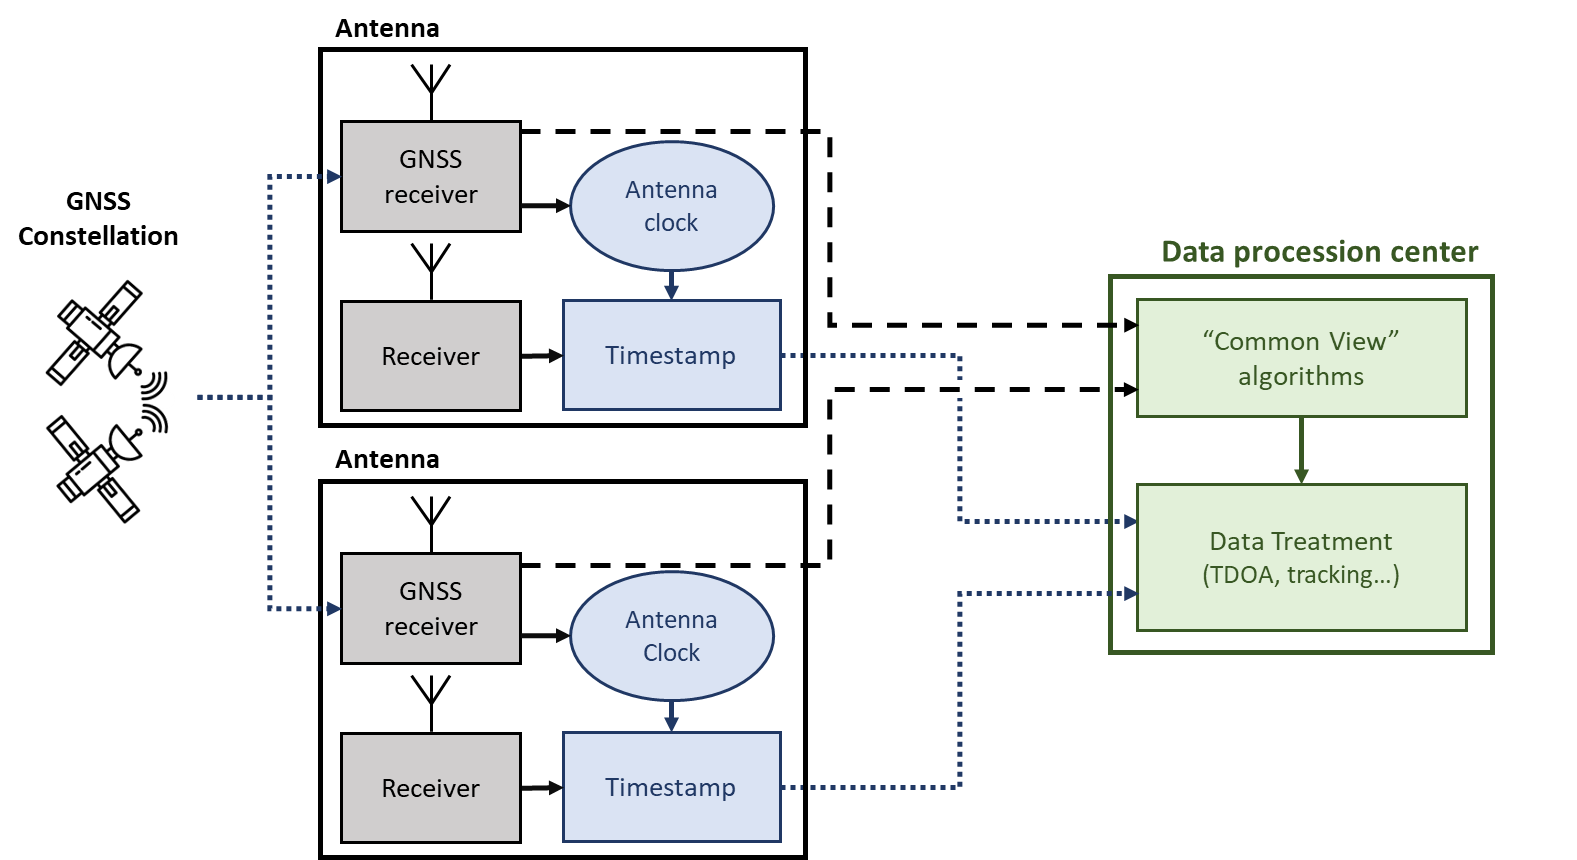 Antenna
GNSS
receiver
Antenna
clock
Receiver
Timestamp
GNSS
Constellation
Antenna
GNSS
receiver
Antenna
Clock
Receiver
Timestamp
Data procession center
“Common View”
algorithms
Data Treatment
(TDOA, tracking...)